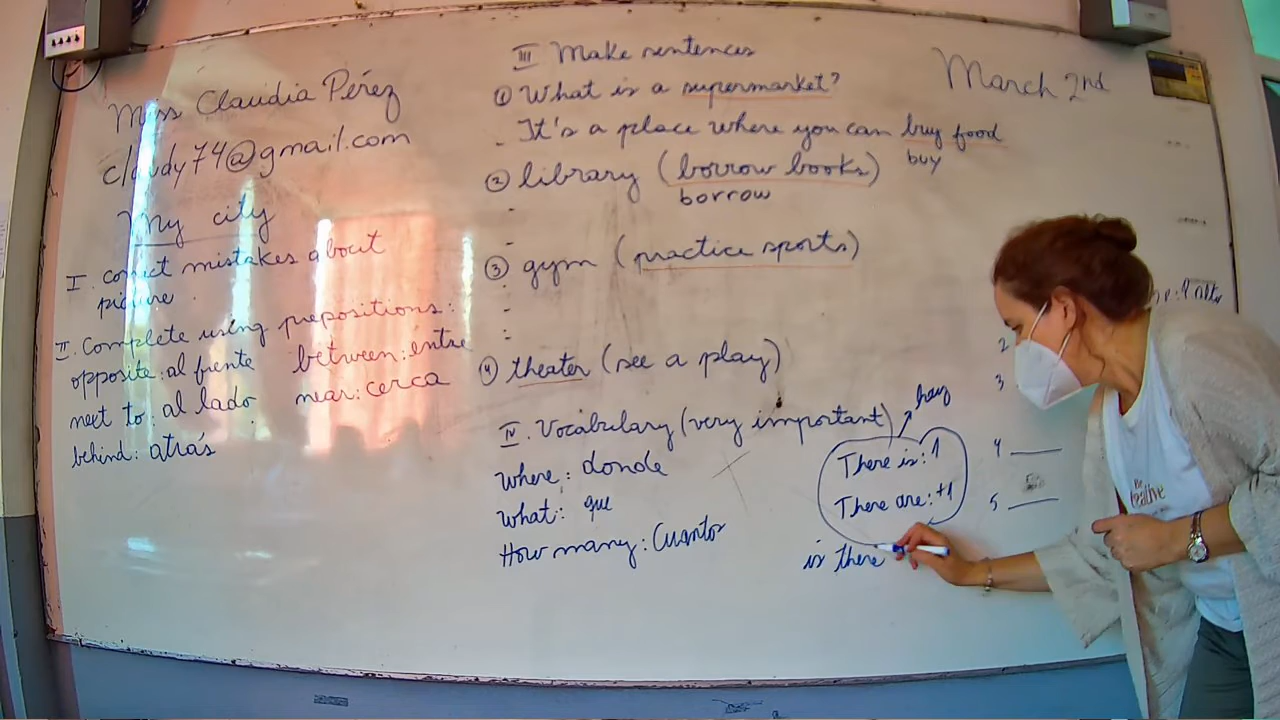 Miss Claudia Pérez
claudy74@gmail.com
My city
I. correct mistakes about
picture
II. Complete using prepositions:
opposite: al frente between: entre
next to: al lado near: cerca
behind: atrás
III Make sentences
① What is a supermarket?
- It's a place where you can buy food
buy
② library (borrow books)
borrow
-
-
③ gym (practice sports)
-
-
-
④ theater (see a play)
IV. Vocabulary (very important)
where: donde
What: que
How many: Cuantos
hay
There is: 1
There are: +1
is there
March 2nd
2
3
4
5
Be
creative